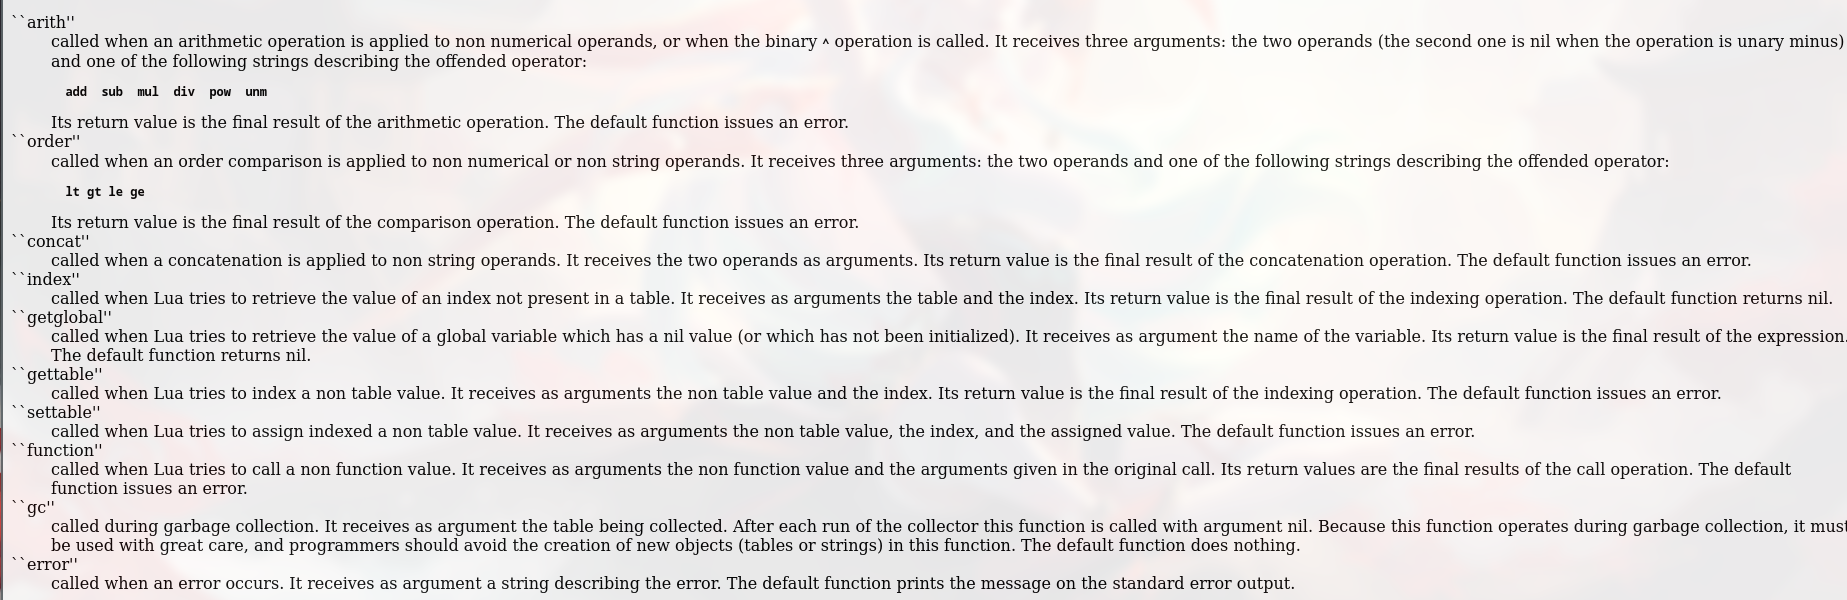 ``arith''
called when an arithmetic operation is applied to non numerical operands, or when the binary ^ operation is called. It receives three arguments: the two operands (the second one is nil when the operation is unary minus)
and one of the following strings describing the offended operator:
add  sub  mul  div  pow  unm
Its return value is the final result of the arithmetic operation. The default function issues an error.
``order''
called when an order comparison is applied to non numerical or non string operands. It receives three arguments: the two operands and one of the following strings describing the offended operator:
lt gt le ge
Its return value is the final result of the comparison operation. The default function issues an error.
``concat''
called when a concatenation is applied to non string operands. It receives the two operands as arguments. Its return value is the final result of the concatenation operation. The default function issues an error.
``index''
called when Lua tries to retrieve the value of an index not present in a table. It receives as arguments the table and the index. Its return value is the final result of the indexing operation. The default function returns nil.
``getglobal''
called when Lua tries to retrieve the value of a global variable which has a nil value (or which has not been initialized). It receives as argument the name of the variable. Its return value is the final result of the expression.
The default function returns nil.
``gettable''
called when Lua tries to index a non table value. It receives as arguments the non table value and the index. Its return value is the final result of the indexing operation. The default function issues an error.
``settable''
called when Lua tries to assign indexed a non table value. It receives as arguments the non table value, the index, and the assigned value. The default function issues an error.
``function''
called when Lua tries to call a non function value. It receives as arguments the non function value and the arguments given in the original call. Its return values are the final results of the call operation. The default
function issues an error.
``gc''
called during garbage collection. It receives as argument the table being collected. After each run of the collector this function is called with argument nil. Because this function operates during garbage collection, it must
be used with great care, and programmers should avoid the creation of new objects (tables or strings) in this function. The default function does nothing.
``error''
called when an error occurs. It receives as argument a string describing the error. The default function prints the message on the standard error output.